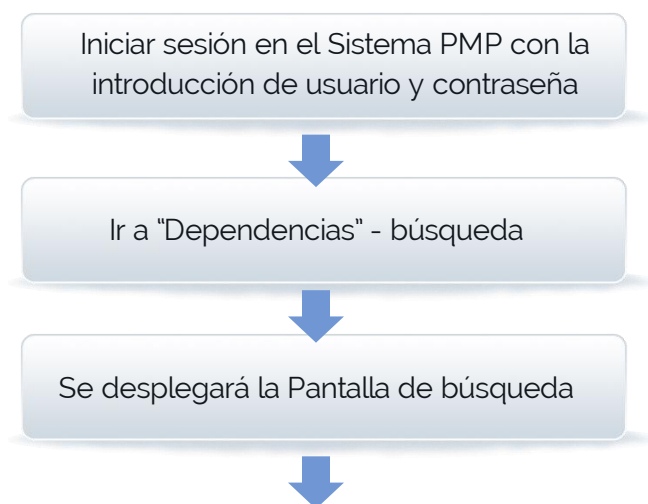 Iniciar sesión en el Sistema PMP con la
introducción de usuario y contraseña
Ir a “Dependencias” - búsqueda
Se desplegará la Pantalla de búsqueda